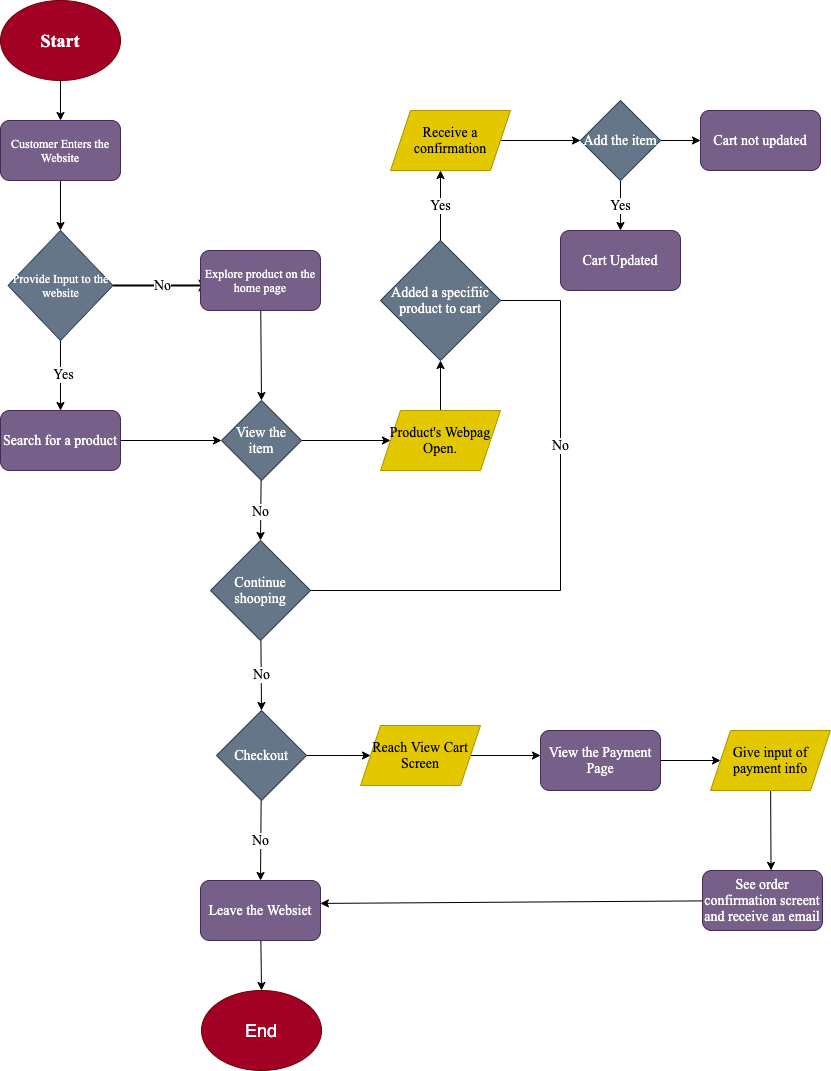 Start
Customer Enters the
Website
Provide Input to the
website
No
Explore product on the
home page
Yes
Search for a product
View the
item
Product's Webpag
Open.
Added a specifiic
product to cart
Yes
Receive a
confirmation
Add the item
Cart not updated
Yes
Cart Updated
No
No
Continue
shooping
No
Checkout
Reach View Cart
Screen
View the Payment
Page
Give input of
payment info
See order
confirmation screent
and receive an email
No
Leave the Websiet
End